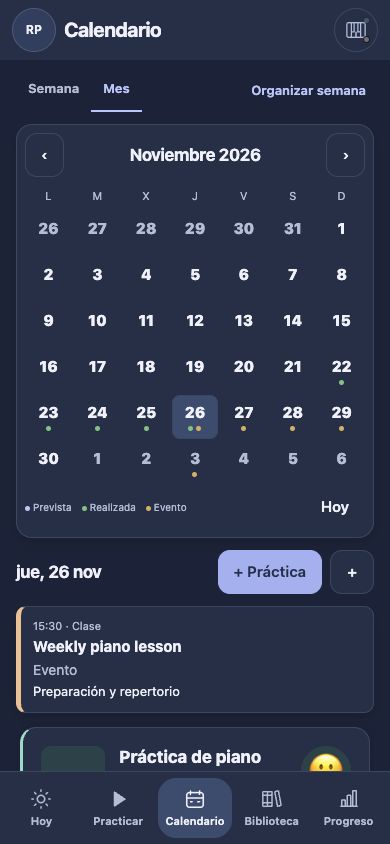 RP Calendario
Semana Mes Organizar semana
‹ Noviembre 2026 ›
L M X J V S D
26 27 28 29 30 31 1
2 3 4 5 6 7 8
9 10 11 12 13 14 15
16 17 18 19 20 21 22
23 24 25 26 27 28 29
30 1 2 3 4 5 6
Prevista Realizada Evento Hoy
jue, 26 nov + Práctica +
15:30 · Clase
Weekly piano lesson
Evento
Preparación y repertorio
Práctica de piano
Hoy Practicar Calendario Biblioteca Progreso